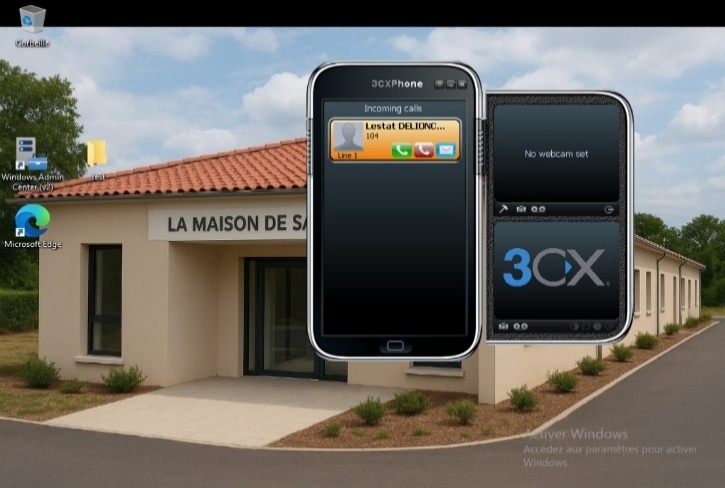 Corbeille
Windows Admin
Center (v2)
Test
Microsoft Edge
LA MAISON DE SA
3CXPhone
Incoming calls
Lestat DELIONC...
104
Line 1
No webcam set
3CX
Activer Windows
Accédez aux paramètres pour activer
Windows.